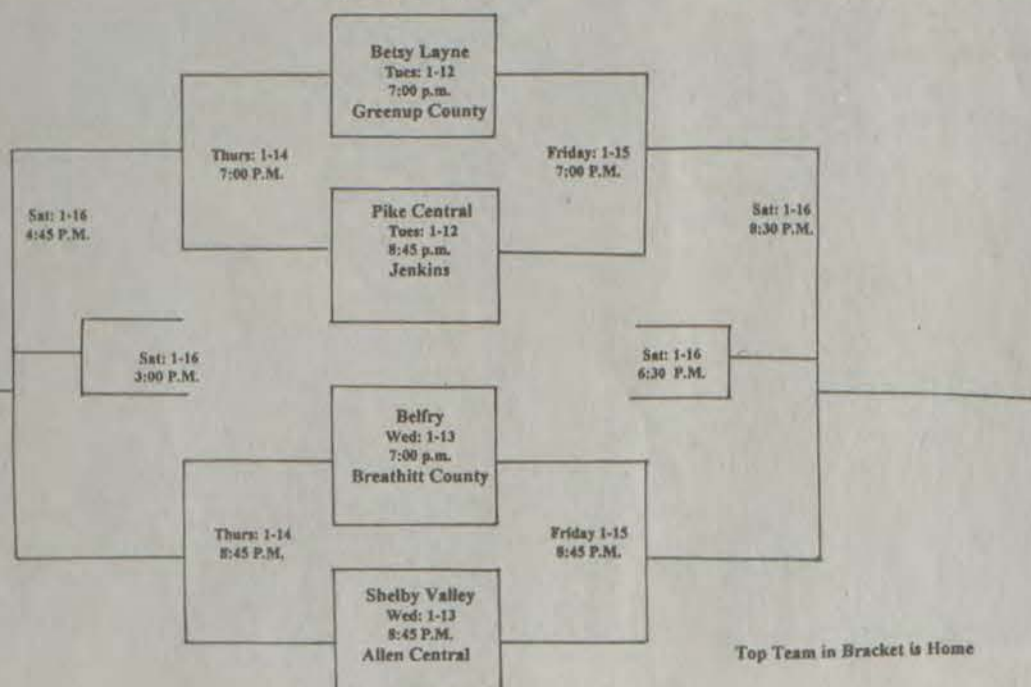 Betsy Layne
Tues: 1-12
7:00 p.m.
Greenup County
Thurs: 1-14
7:00 P.M.
Friday: 1-15
7:00 P.M.
Pike Central
Tues: 1-12
8:45 p.m.
Jenkins
Sat: 1-16
4:45 P.M.
Sat: 1-16
8:30 P.M.
Sat: 1-16
3:00 P.M.
Sat: 1-16
6:30 P.M.
Belfry
Wed: 1-13
7:00 p.m.
Breathitt County
Thurs: 1-14
8:45 P.M.
Friday 1-15
8:45 P.M.
Shelby Valley
Wed: 1-13
8:45 P.M.
Allen Central
Top Team in Bracket is Home